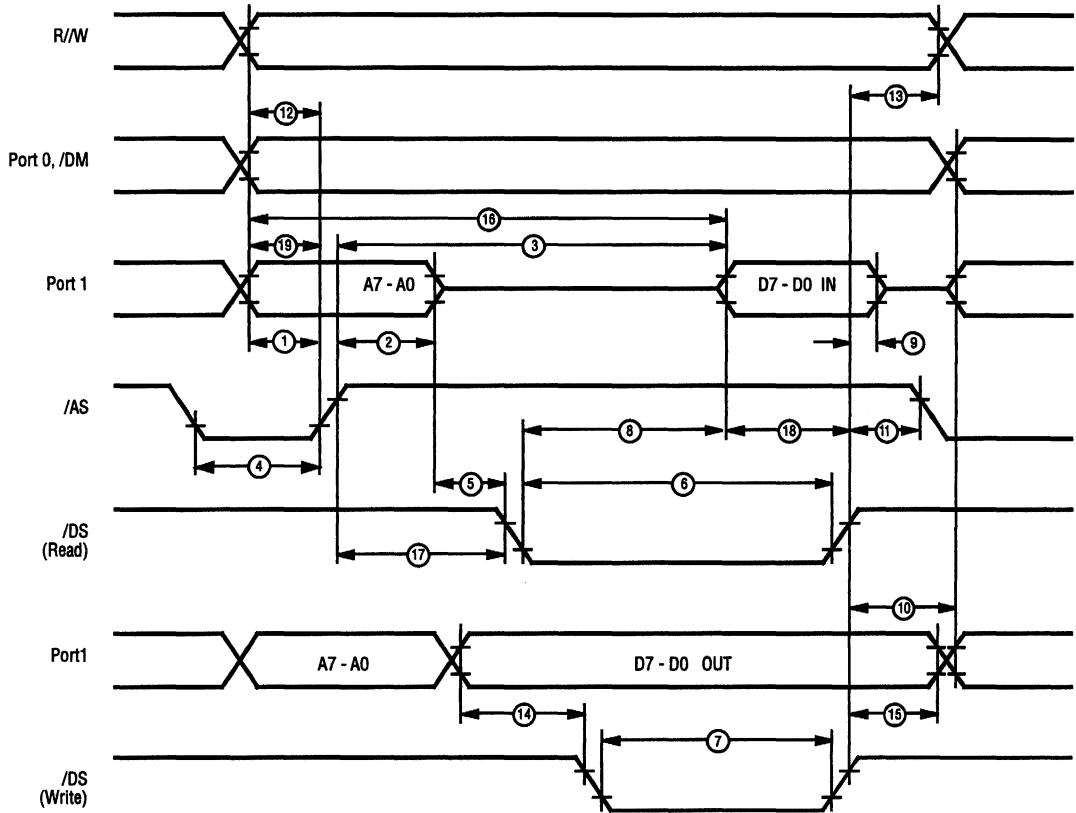 R//W
13
12
Port 0, /DM
16
19
3
Port 1
A7 - A0
D7 - D0 IN
1
2
9
/AS
8
18
11
4
5
6
/DS
(Read)
17
10
Port1
A7 - A0
D7 - D0 OUT
14
15
7
/DS
(Write)